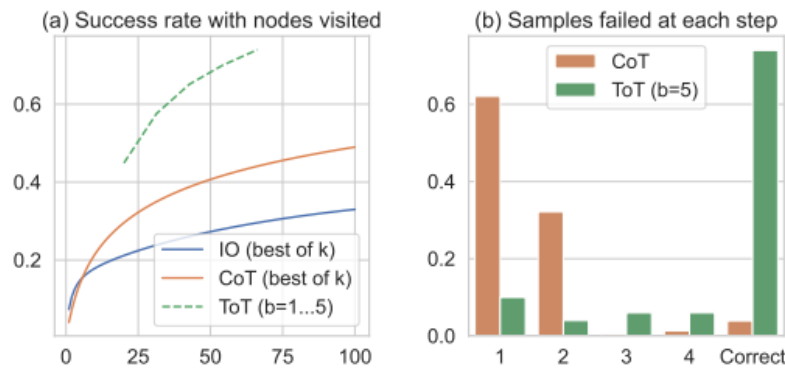 (a) Success rate with nodes visited
0.6
0.4
0.2
IO (best of k)
CoT (best of k)
ToT (b=1...5)
0 25 50 75 100
(b) Samples failed at each step
CoT
ToT (b=5)
0.6
0.4
0.2
0.0
1 2 3 4 Correct